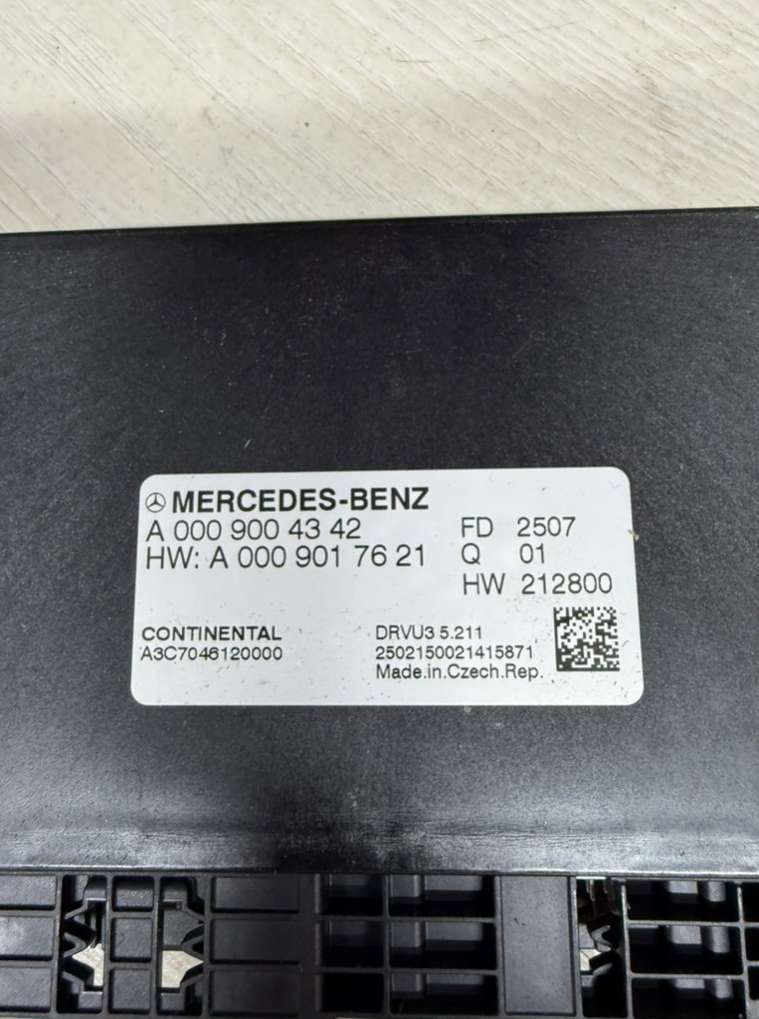 MERCEDES-BENZ
A 000 900 43 42
HW: A 000 901 76 21
FD 2507
Q 01
HW 212800
CONTINENTAL
A3C7046120000
DRVU3 5.211
2502150021415871
Made.in.Czech.Rep.